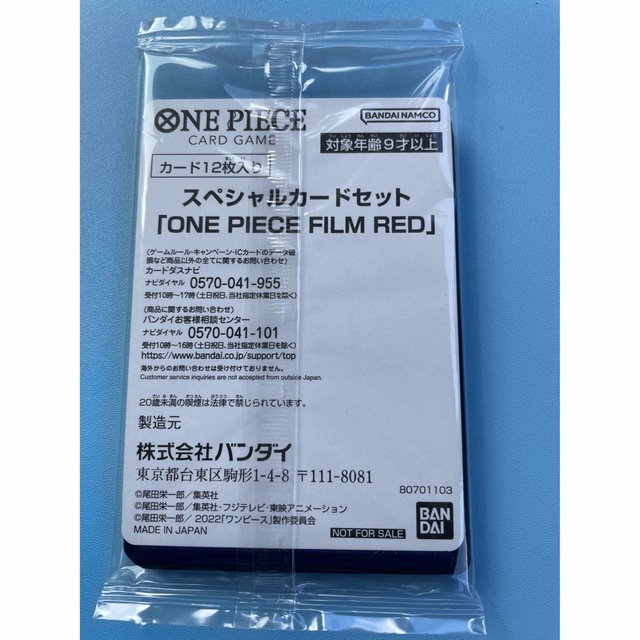 ONE PIECE
CARD GAME
BANDAI NAMCO
対象年齢9才以上
カード12枚入り
スペシャルカードセット
「ONE PIECE FILM RED」
(ゲームルール・キャンペーン・ICカードのデータ破
損など商品以外の全てに関するお問い合わせ)
カードダスナビ
ナビダイヤル 0570-041-955
受付10時～17時(土日祝日、当社指定休業日を除く)
(商品に関するお問い合わせ)
バンダイお客様相談センター
ナビダイヤル 0570-041-101
受付10時～16時(土日祝日、当社指定休業日を除く)
https://www.bandai.co.jp/support/top
海外からのお問い合わせは受け付けておりません。
Customer service inquiries are not accepted from outside Japan.
20歳未満の喫煙は法律で禁じられています。
製造元
株式会社バンダイ
東京都台東区駒形1-4-8 〒111-8081
©尾田栄一郎／集英社
©尾田栄一郎／集英社・フジテレビ・東映アニメーション
©尾田栄一郎／2022「ワンピース」製作委員会
MADE IN JAPAN
80701103
NOT FOR SALE
BAN
DAI